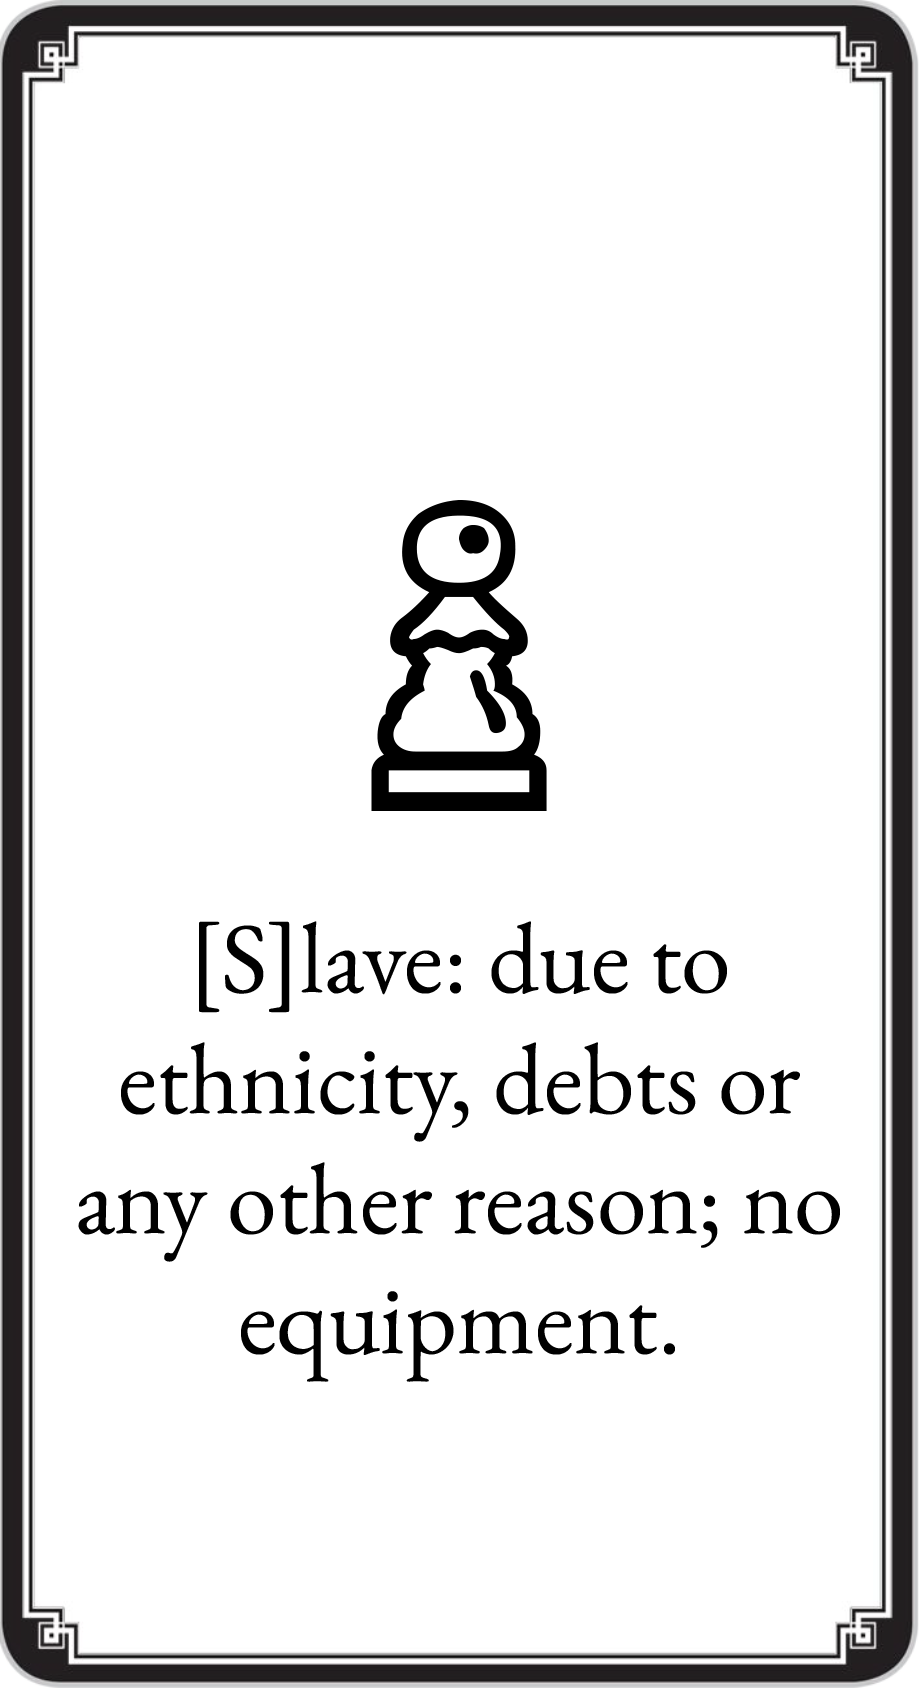 [S]lave: due to
ethnicity, debts or
any other reason; no
equipment.